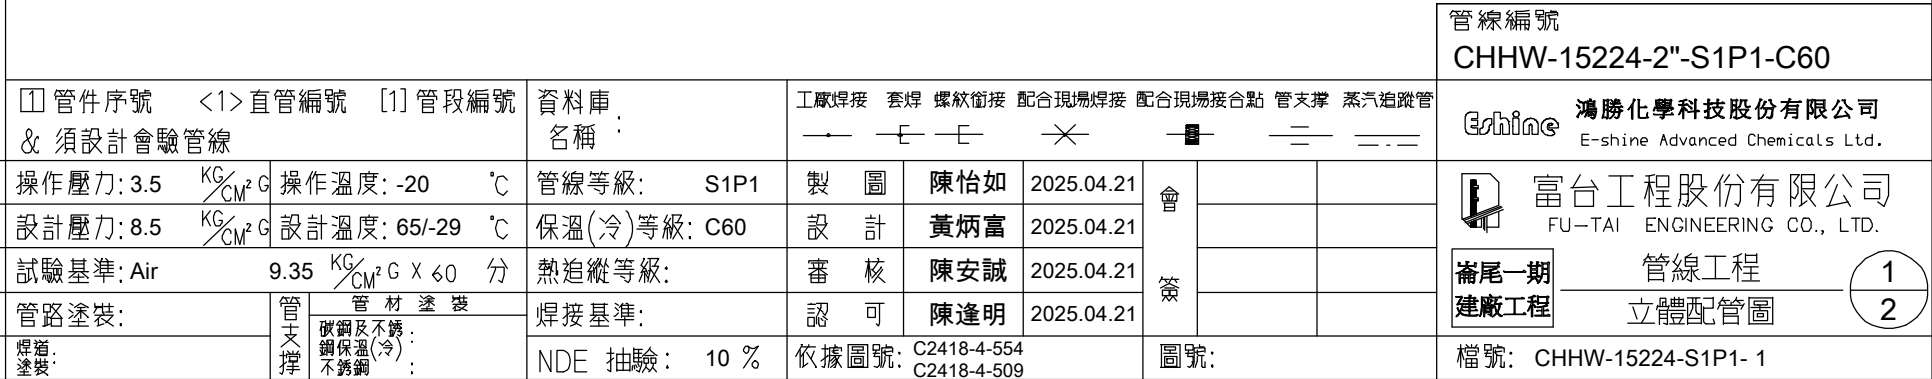 管線編號
CHHW-15224-2"-S1P1-C60
1 管件序號 <1>直管編號 [1] 管段編號
& 須設計會驗管線
資料庫名稱 :
工廠焊接 套焊 螺紋銜接 配合現場焊接 配合現場接合點 管支撐 蒸汽追蹤管
Eshine 鴻勝化學科技股份有限公司
E-shine Advanced Chemicals Ltd.
操作壓力: 3.5 KG/CM² G 操作溫度: -20 °C 管線等級: S1P1 製圖 陳怡如 2025.04.21 會簽
設計壓力: 8.5 KG/CM² G 設計溫度: 65/-29 °C 保溫(冷)等級: C60 設計 黃炳富 2025.04.21
富台工程股份有限公司
FU-TAI ENGINEERING CO., LTD.
試驗基準: Air 9.35 KG/CM² G X 60 分 熱追縱等級: 審核 陳安誠 2025.04.21
管路塗裝: 管支撐 管材塗裝 焊接基準: 認可 陳逢明 2025.04.21
碳鋼及不銹鋼保溫(冷) :
不銹鋼 :
崙尾一期
建廠工程
管線工程
立體配管圖
1
2
焊道塗裝:
NDE 抽驗: 10 %
依據圖號: C2418-4-554
C2418-4-509
圖號:
檔號: CHHW-15224-S1P1- 1